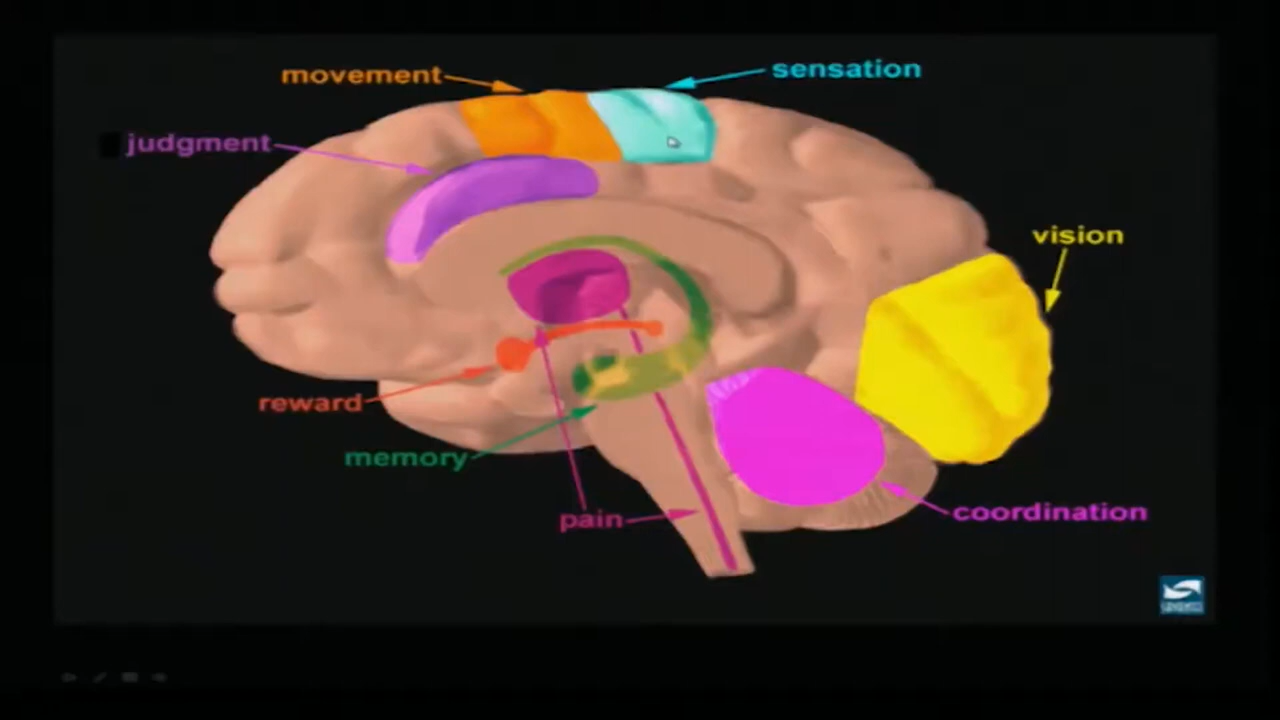 movement
sensation
judgment
vision
reward
memory
pain
coordination